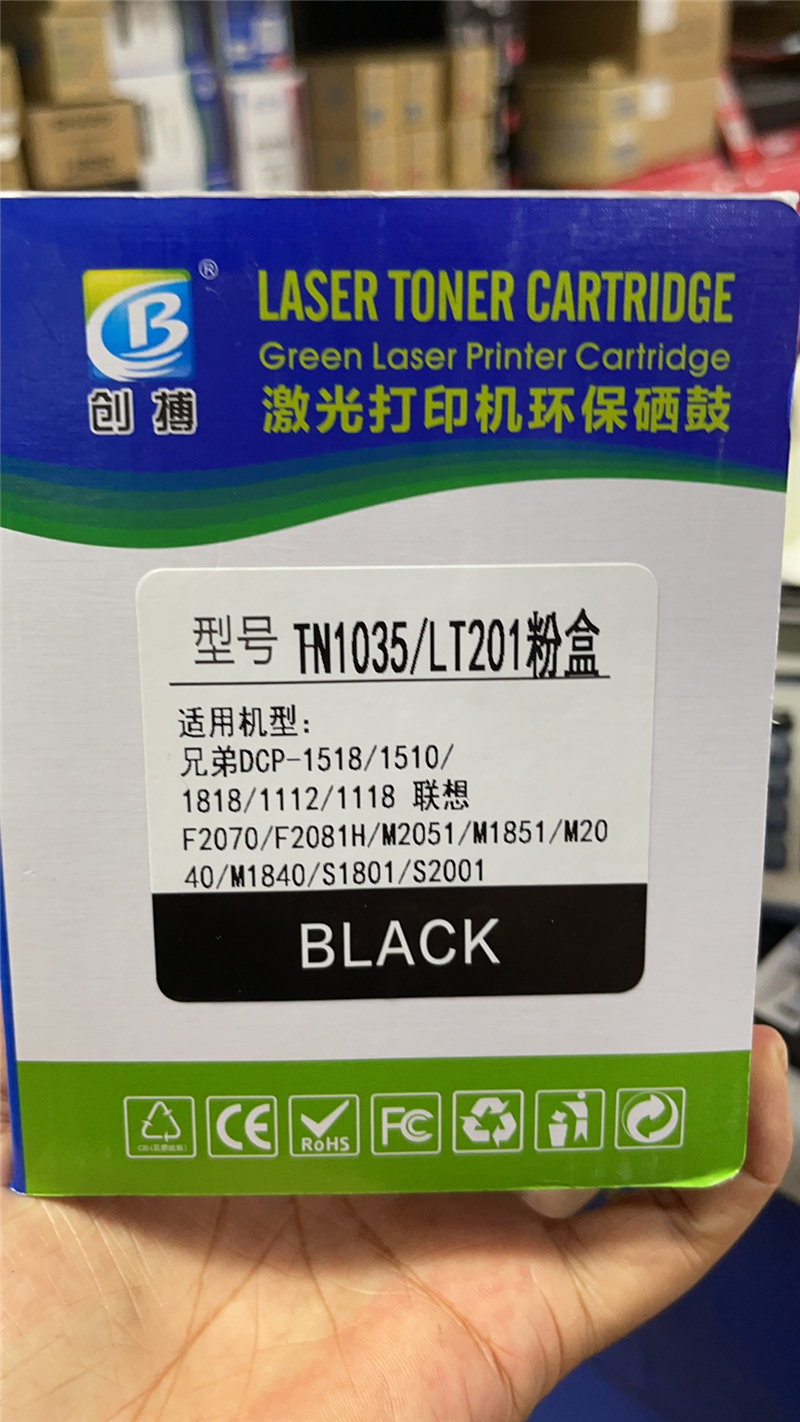 ®
LASER TONER CARTRIDGE
Green Laser Printer Cartridge
激光打印机环保硒鼓
CB
创博
型号 TN1035/LT201粉盒
适用机型：
兄弟DCP-1518/1510/
1818/1112/1118 联想
F2070/F2081H/M2051/M1851/M20
40/M1840/S1801/S2001
BLACK
CE
RoHS
FC